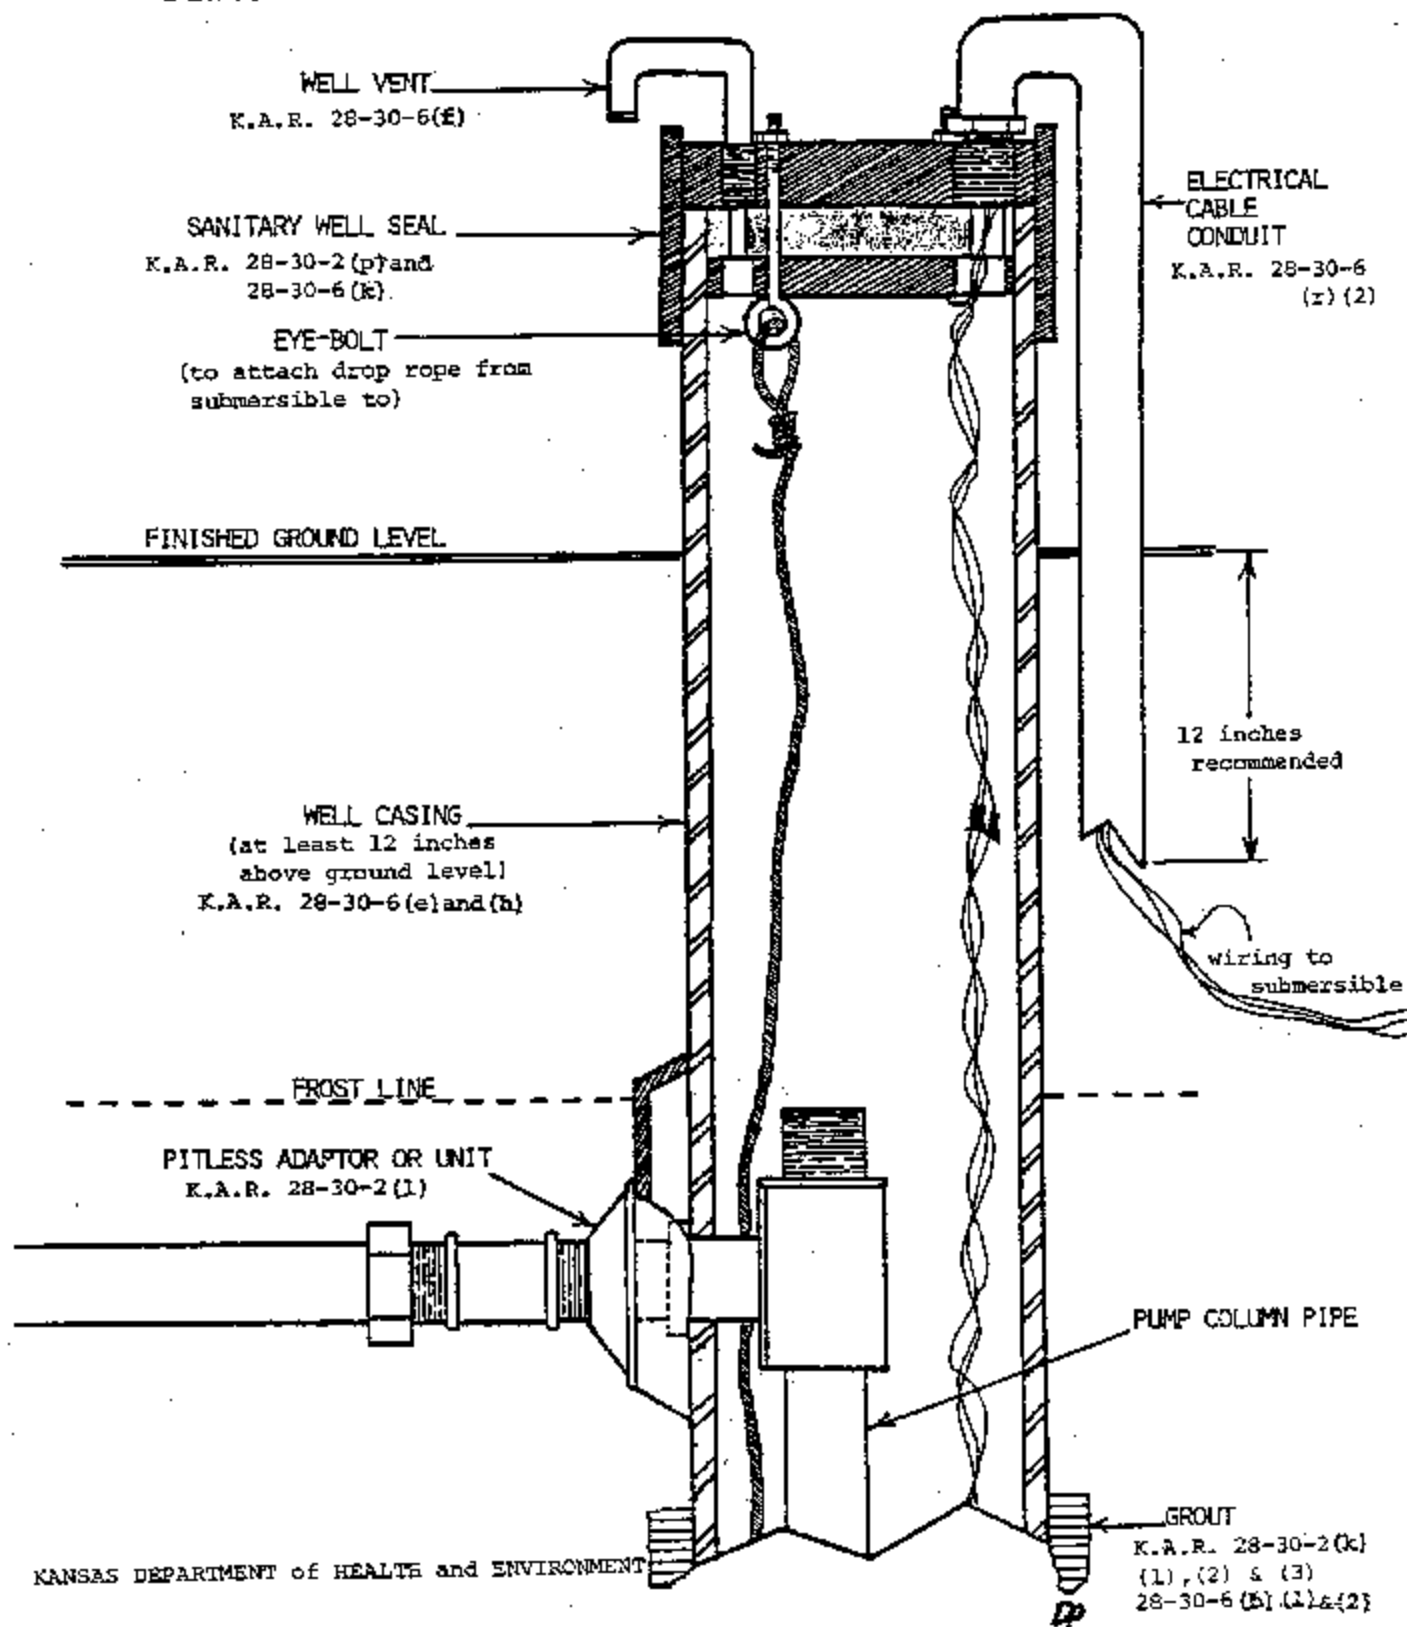 WELL VENT
K.A.R. 28-30-6(f)
SANITARY WELL SEAL
K.A.R. 28-30-2(p)and
28-30-6(k)
EYE-BOLT
(to attach drop rope from
submersible to)
ELECTRICAL
CABLE
CONDUIT
K.A.R. 28-30-6
(r)(2)
FINISHED GROUND LEVEL
12 inches
recommended
WELL CASING
(at least 12 inches
above ground level)
K.A.R. 28-30-6(e)and(h)
wiring to
submersible
FROST LINE
PITLESS ADAPTOR OR UNIT
K.A.R. 28-30-2(l)
PUMP COLUMN PIPE
GROUT
K.A.R. 28-30-2(k)
(1),(2) & (3)
28-30-6(b)(1)&(2)
KANSAS DEPARTMENT of HEALTH and ENVIRONMENT
DP